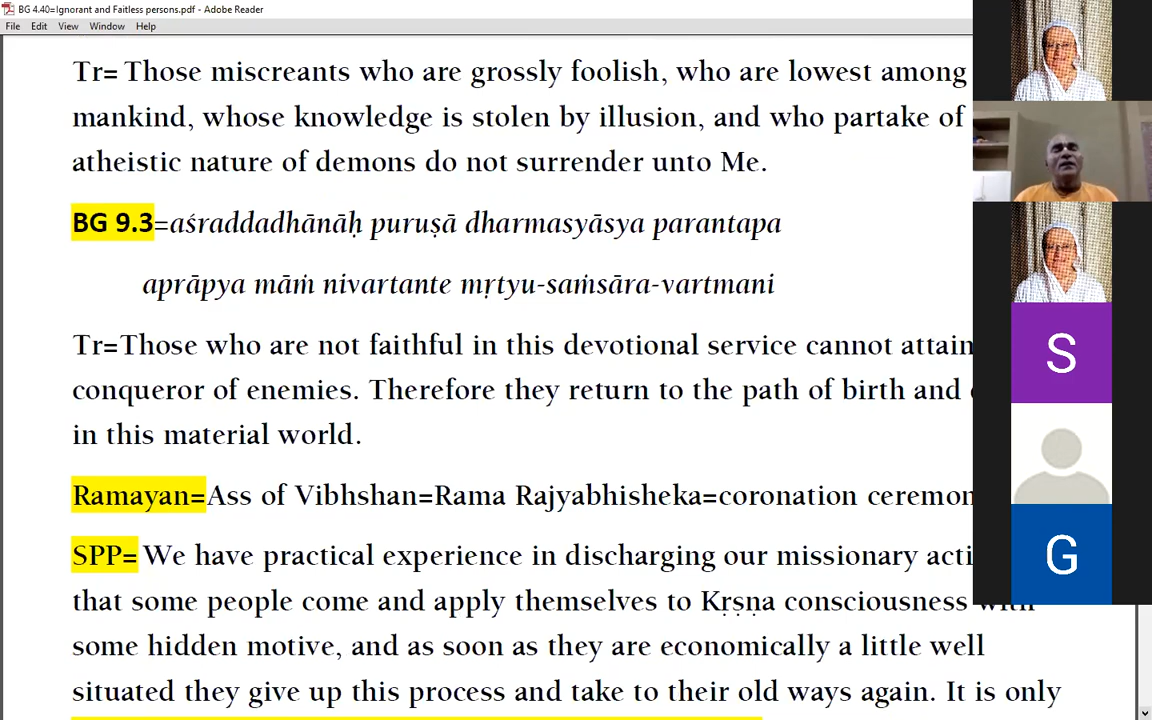 BG 4.40=Ignorant and Faitless persons.pdf - Adobe Reader
File Edit View Window Help
Tr= Those miscreants who are grossly foolish, who are lowest among
mankind, whose knowledge is stolen by illusion, and who partake of
atheistic nature of demons do not surrender unto Me.
BG 9.3=aśraddadhānāḥ puruṣā dharmasyāsya parantapa
aprāpya māṁ nivartante mṛtyu-saṁsāra-vartmani
Tr=Those who are not faithful in this devotional service cannot attain
conqueror of enemies. Therefore they return to the path of birth and
in this material world.
Ramayan=Ass of Vibhshan=Rama Rajyabhisheka=coronation
SPP= We have practical experience in discharging our missionary
that some people come and apply themselves to Kṛṣṇa consciousness with
some hidden motive, and as soon as they are economically a little well
situated they give up this process and take to their old ways again. It is only
S
G